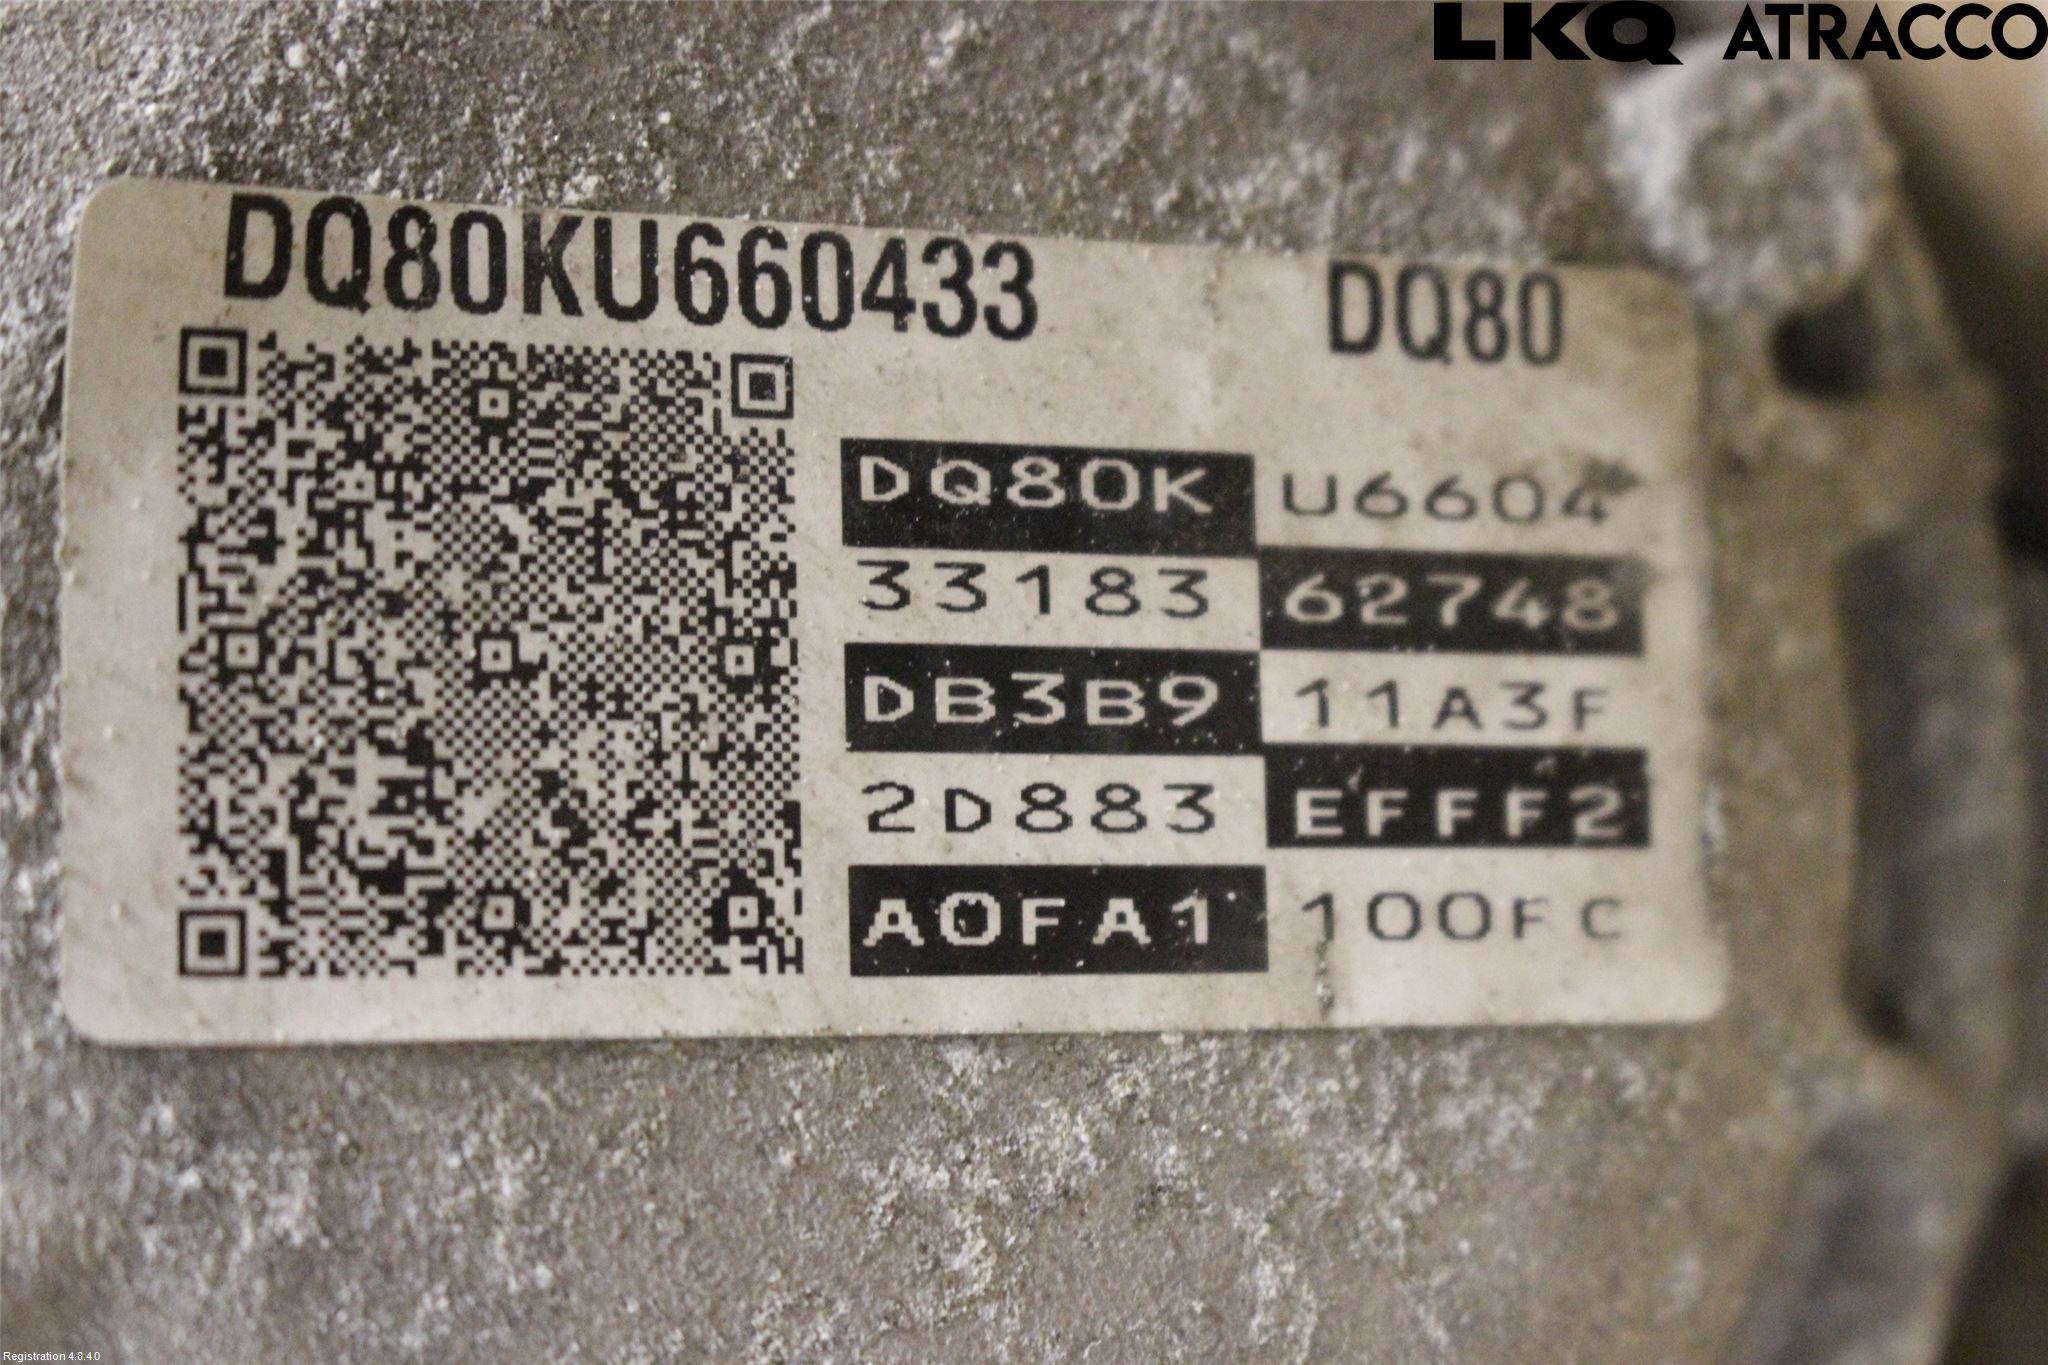 LKQ ATRACCO
DQ80KU660433 DQ80
DQ80K U6604
33183 62748
DB3B9 11A3F
2D883 EFFF2
A0FA1 100FC
Registration 4.8.4.0